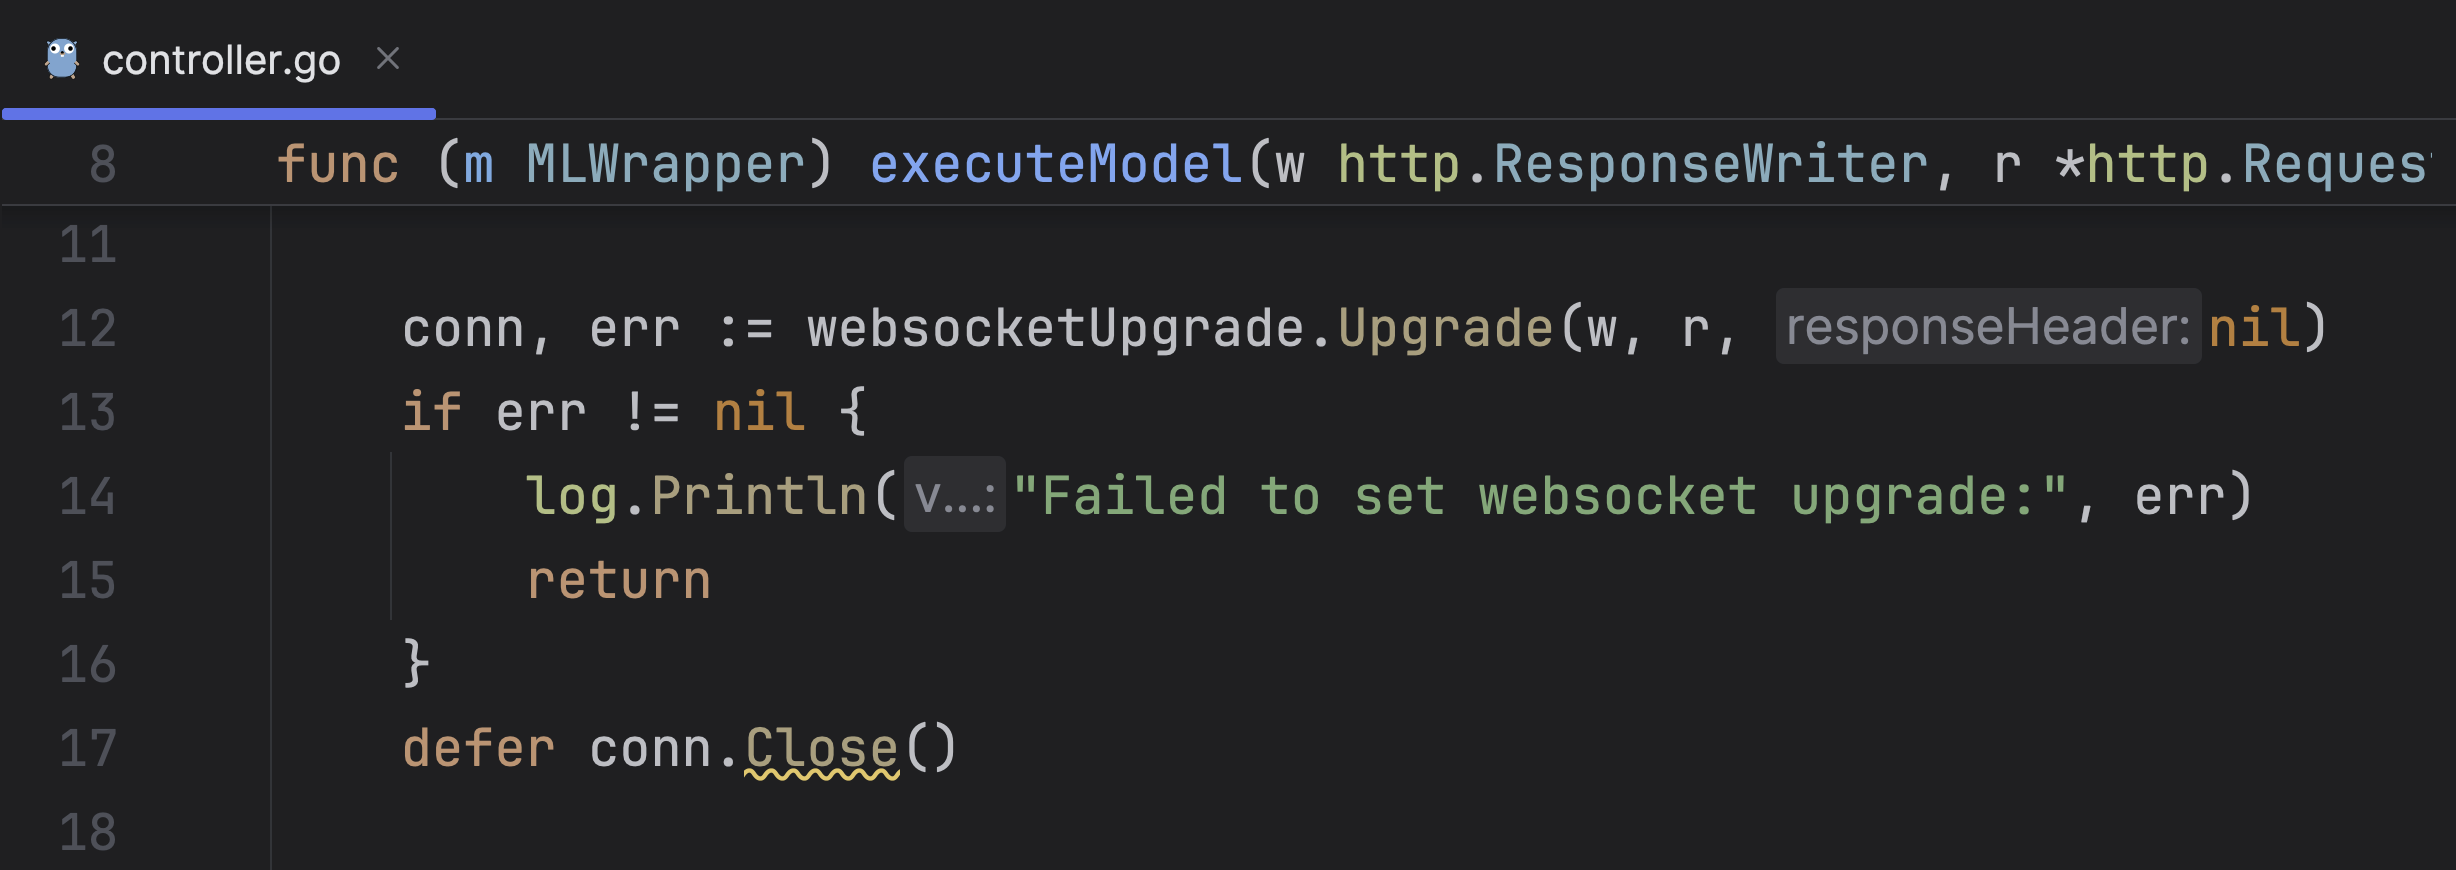 controller.go
8 func (m MLWrapper) executeModel(w http.ResponseWriter, r *http.Reques
11
12 conn, err := websocketUpgrade.Upgrade(w, r, responseHeader: nil)
13 if err != nil {
14 log.Println(v...: "Failed to set websocket upgrade:", err)
15 return
16 }
17 defer conn.Close()
18